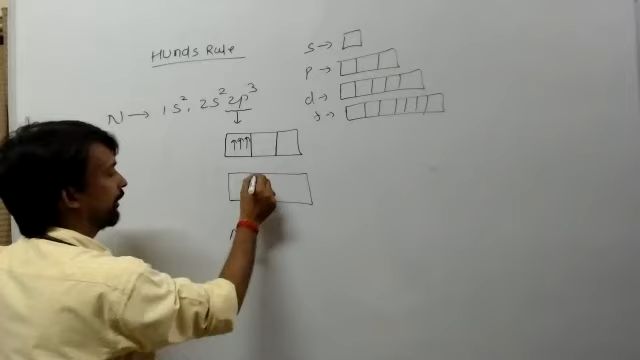 HUNDS RULE
S →
P →
d →
f →
N → 1S², 2S² 2p³
↓
↑↑↑